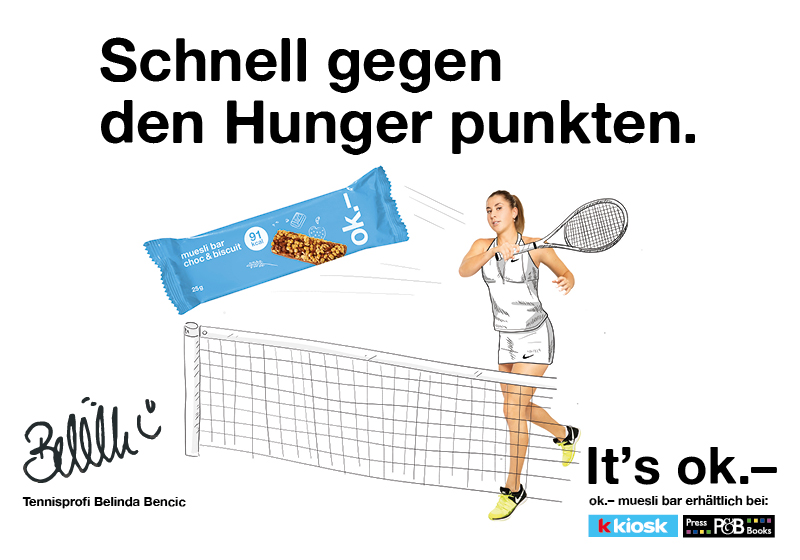 Schnell gegen
den Hunger punkten.
muesli bar
choc & biscuit
91
kcal
ok.–
25g
Tennisprofi Belinda Bencic
It's ok.–
ok.– muesli bar erhältlich bei:
k kiosk
Press P&B Books